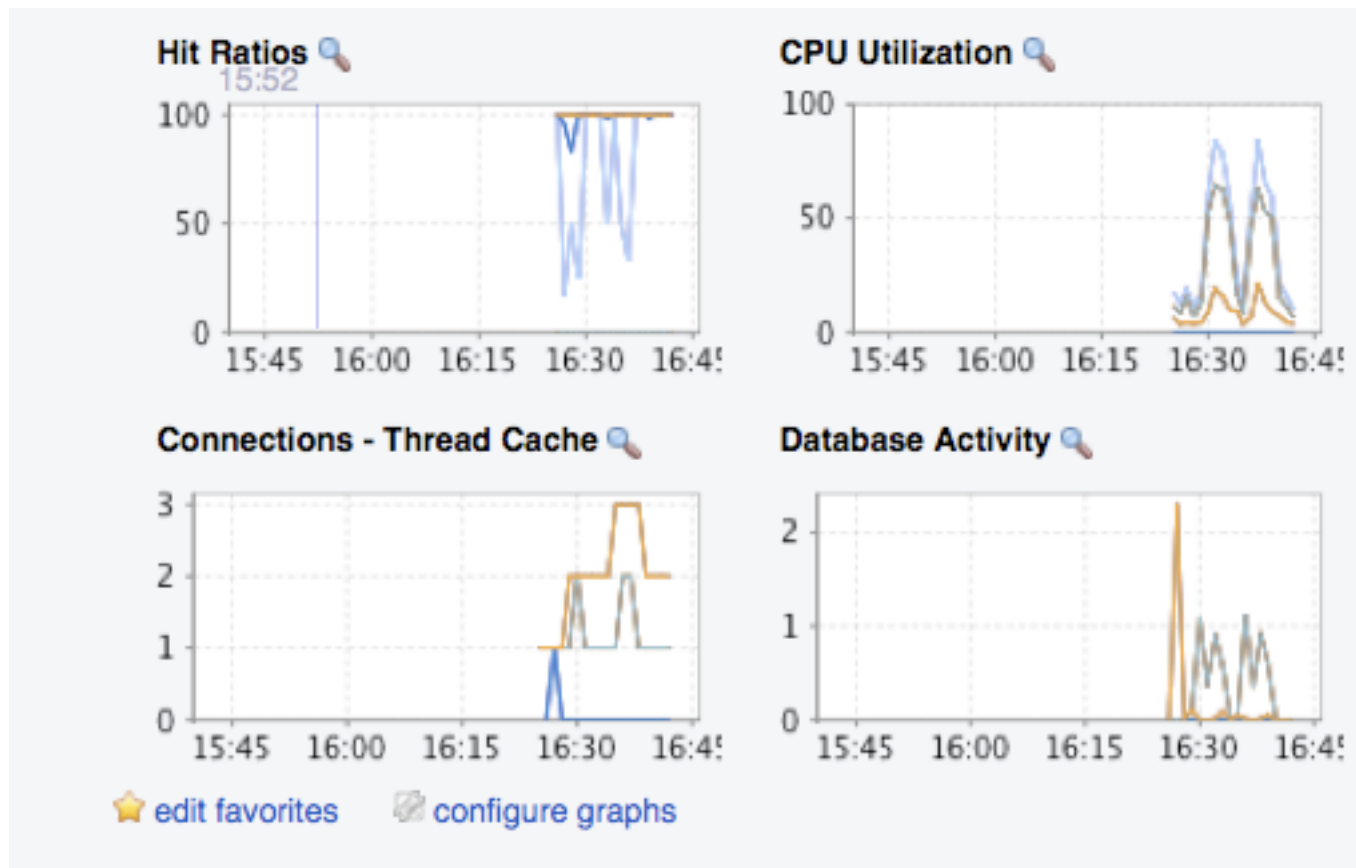 Hit Ratios
15:52
100
50
0
15:45 16:00 16:15 16:30
CPU Utilization
100
50
0
15:45 16:00 16:15 16:30
Connections - Thread Cache
3
2
1
0
15:45 16:00 16:15 16:30
Database Activity
2
1
0
15:45 16:00 16:15 16:30
edit favorites configure graphs